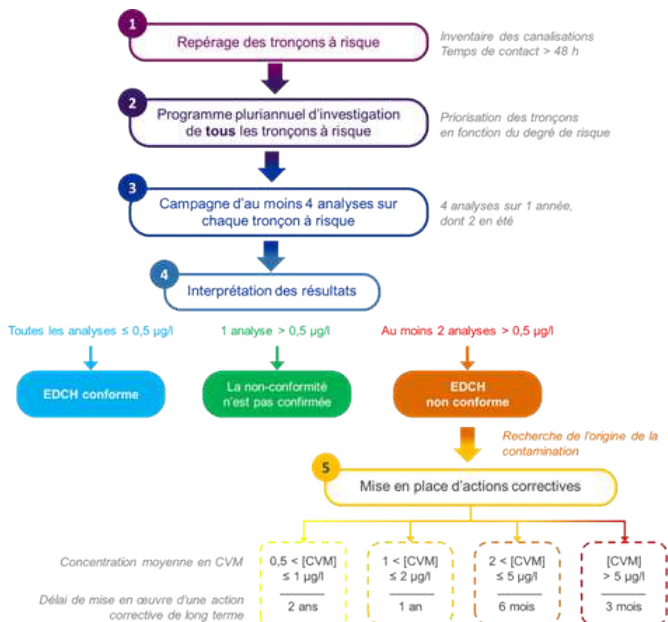 1
Repérage des tronçons à risque
Inventaire des canalisations
Temps de contact > 48 h
2
Programme pluriannuel d'investigation
de tous les tronçons à risque
Priorisation des tronçons
en fonction du degré de risque
3
Campagne d'au moins 4 analyses sur
chaque tronçon à risque
4 analyses sur 1 année,
dont 2 en été
4
Interprétation des résultats
Toutes les analyses ≤ 0,5 µg/l
1 analyse > 0,5 µg/l
Au moins 2 analyses > 0,5 µg/l
EDCH conforme
La non-conformité
n'est pas confirmée
EDCH
non conforme
Recherche de l'origine de la
contamination
5
Mise en place d'actions correctives
Concentration moyenne en CVM
0,5 < [CVM]
≤ 1 µg/l
1 < [CVM]
≤ 2 µg/l
2 < [CVM]
≤ 5 µg/l
[CVM]
> 5 µg/l
Délai de mise en œuvre d'une action
corrective de long terme
2 ans
1 an
6 mois
3 mois